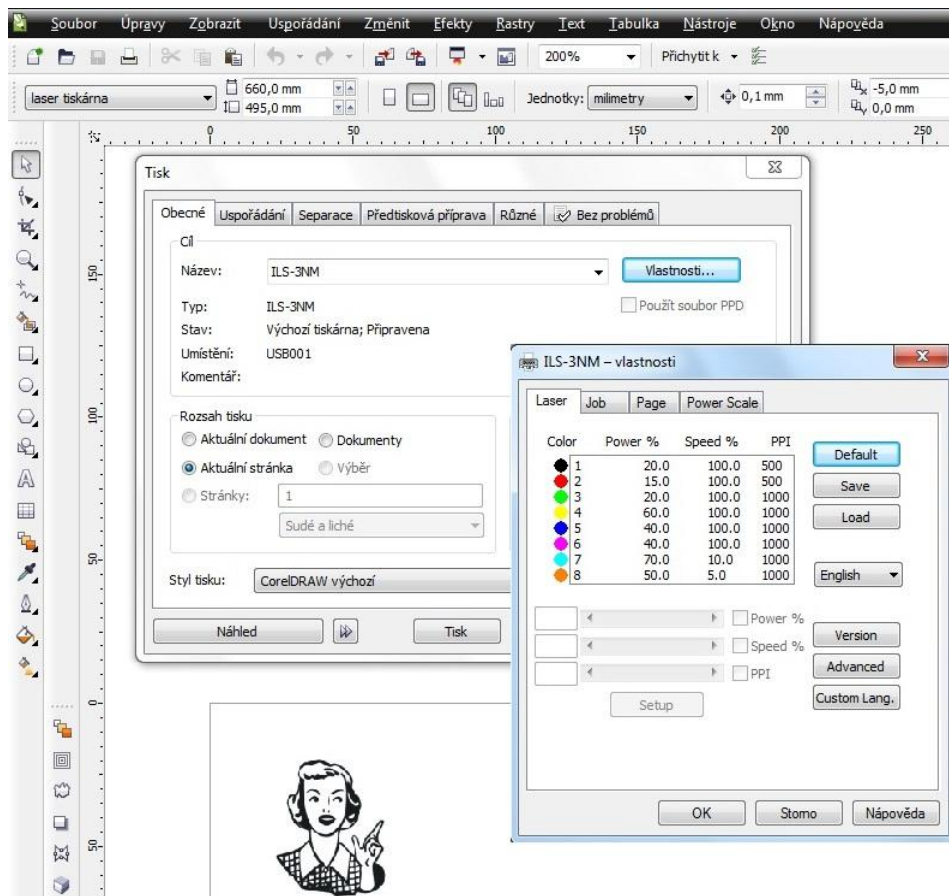 Soubor Úpravy Zobrazit Uspořádání Změnit Efekty Rastry Text Tabulka Nástroje Okno Nápověda
200% Přichytit k
laser tiskárna 660,0 mm 495,0 mm Jednotky: milimetry 0,1 mm x -5,0 mm y 0,0 mm
0 50 100 150 200 250
150
100
50
0
50
Tisk
Obecné Uspořádání Separace Předtisková příprava Různé Bez problémů
Cíl
Název: ILS-3NM Vlastnosti...
Typ: ILS-3NM Použít soubor PPD
Stav: Výchozí tiskárna; Připravena
Umístění: USB001
Komentář:
Rozsah tisku
Aktuální dokument Dokumenty
Aktuální stránka Výběr
Stránky: 1
Sudé a liché
Styl tisku: CorelDRAW výchozí
Náhled Tisk
ILS-3NM – vlastnosti
Laser Job Page Power Scale
Color Power % Speed % PPI
1 20.0 100.0 500
2 15.0 100.0 500
3 20.0 100.0 1000
4 60.0 100.0 1000
5 40.0 100.0 1000
6 40.0 100.0 1000
7 70.0 10.0 1000
8 50.0 5.0 1000
Default
Save
Load
English
Power %
Speed %
PPI
Setup
Version
Advanced
Custom Lang.
OK Storno Nápověda